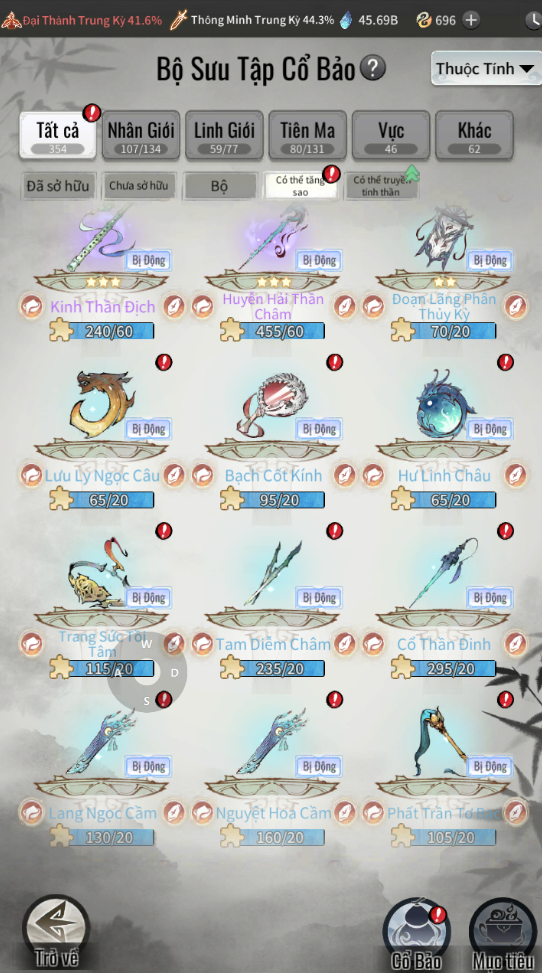 Đại Thành Trung Kỳ 41.6% Thông Minh Trung Kỳ 44.3% 45.69B 696
Bộ Sưu Tập Cổ Bảo ?
Thuộc Tính
Tất cả Nhân Giới Linh Giới Tiên Ma Vực Khác
354 107/134 59/77 80/131 46 62
Đã sở hữu Chưa sở hữu Bộ Có thể tăng sao Có thể truyền tinh thần
Bị Động Bị Động Bị Động
Kinh Thần Địch Huyền Hải Thần Châm Đoạn Lãng Phân Thủy Kỳ
240/60 455/60 70/20
Bị Động Bị Động Bị Động
Lưu Ly Ngọc Câu Bạch Cốt Kính Hư Linh Châu
65/20 95/20 65/20
Bị Động Bị Động Bị Động
Trang Sức Tỏi Tâm Tam Diễm Châm Cố Thần Đinh
115/20 235/20 295/20
W
A D
S
Bị Động Bị Động Bị Động
Lang Ngọc Cầm Nguyệt Hoa Cầm Phất Trần Tơ
130/20 160/20 105/20
Trở về Cổ Bảo Mục tiêu